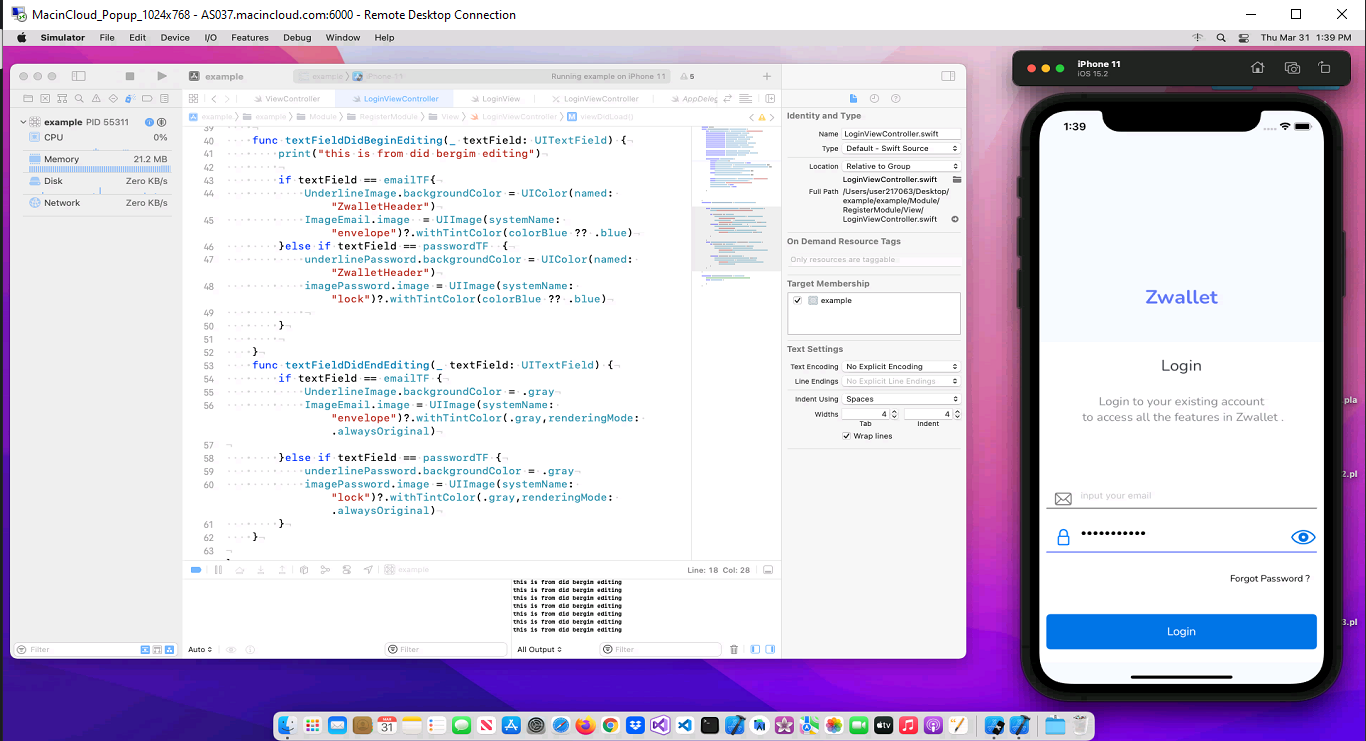 MacinCloud_Popup_1024x768 - AS037.macincloud.com:6000 - Remote Desktop Connection
Simulator File Edit Device I/O Features Debug Window Help Thu Mar 31 1:39 PM
example
example iPhone 11
Running example on iPhone 11
5
ViewController
LoginViewController
LoginView
LoginViewController
AppDeleg
example example Module RegisterModule View LoginViewController viewDidLoad()
example PID 55311
CPU 0%
Memory 21.2 MB
Disk Zero KB/s
Network Zero KB/s
39
40 func textFieldDidBeginEditing(_ textField: UITextField) {
41 print("this is from did bergim editing")
42
43 if textField == emailTF{
44 UnderlineImage.backgroundColor = UIColor(named:
"ZwalletHeader")
45 ImageEmail.image = UIImage(systemName:
"envelope")?.withTintColor(colorBlue ?? .blue)
46 }else if textField == passwordTF {
47 underlinePassword.backgroundColor = UIColor(named:
"ZwalletHeader")
48 imagePassword.image = UIImage(systemName:
"lock")?.withTintColor(colorBlue ?? .blue)
49
50 }
51
52 }
53 func textFieldDidEndEditing(_ textField: UITextField) {
54 if textField == emailTF {
55 UnderlineImage.backgroundColor = .gray
56 ImageEmail.image = UIImage(systemName:
"envelope")?.withTintColor(.gray,renderingMode:
.alwaysOriginal)
57
58 }else if textField == passwordTF {
59 underlinePassword.backgroundColor = .gray
60 imagePassword.image = UIImage(systemName:
"lock")?.withTintColor(.gray,renderingMode:
.alwaysOriginal)
61 }
62 }
63
example
Line: 18 Col: 28
this is from did bergim editing
this is from did bergim editing
this is from did bergim editing
this is from did bergim editing
this is from did bergim editing
this is from did bergim editing
this is from did bergim editing
Filter
Auto
Filter
All Output
Filter
Identity and Type
Name LoginViewController.swift
Type Default - Swift Source
Location Relative to Group
LoginViewController.swift
Full Path /Users/user217063/Desktop/
example/example/Module/
RegisterModule/View/
LoginViewController.swift
On Demand Resource Tags
Only resources are taggable
Target Membership
example
Text Settings
Text Encoding No Explicit Encoding
Line Endings No Explicit Line Endings
Indent Using Spaces
Widths 4 4
Tab Indent
Wrap lines
iPhone 11
iOS 15.2
1:39
Zwallet
Login
Login to your existing account
to access all the features in Zwallet .
input your email
Forgot Password ?
Login
.pla
2.pl
3.pl
MAR
31
tv